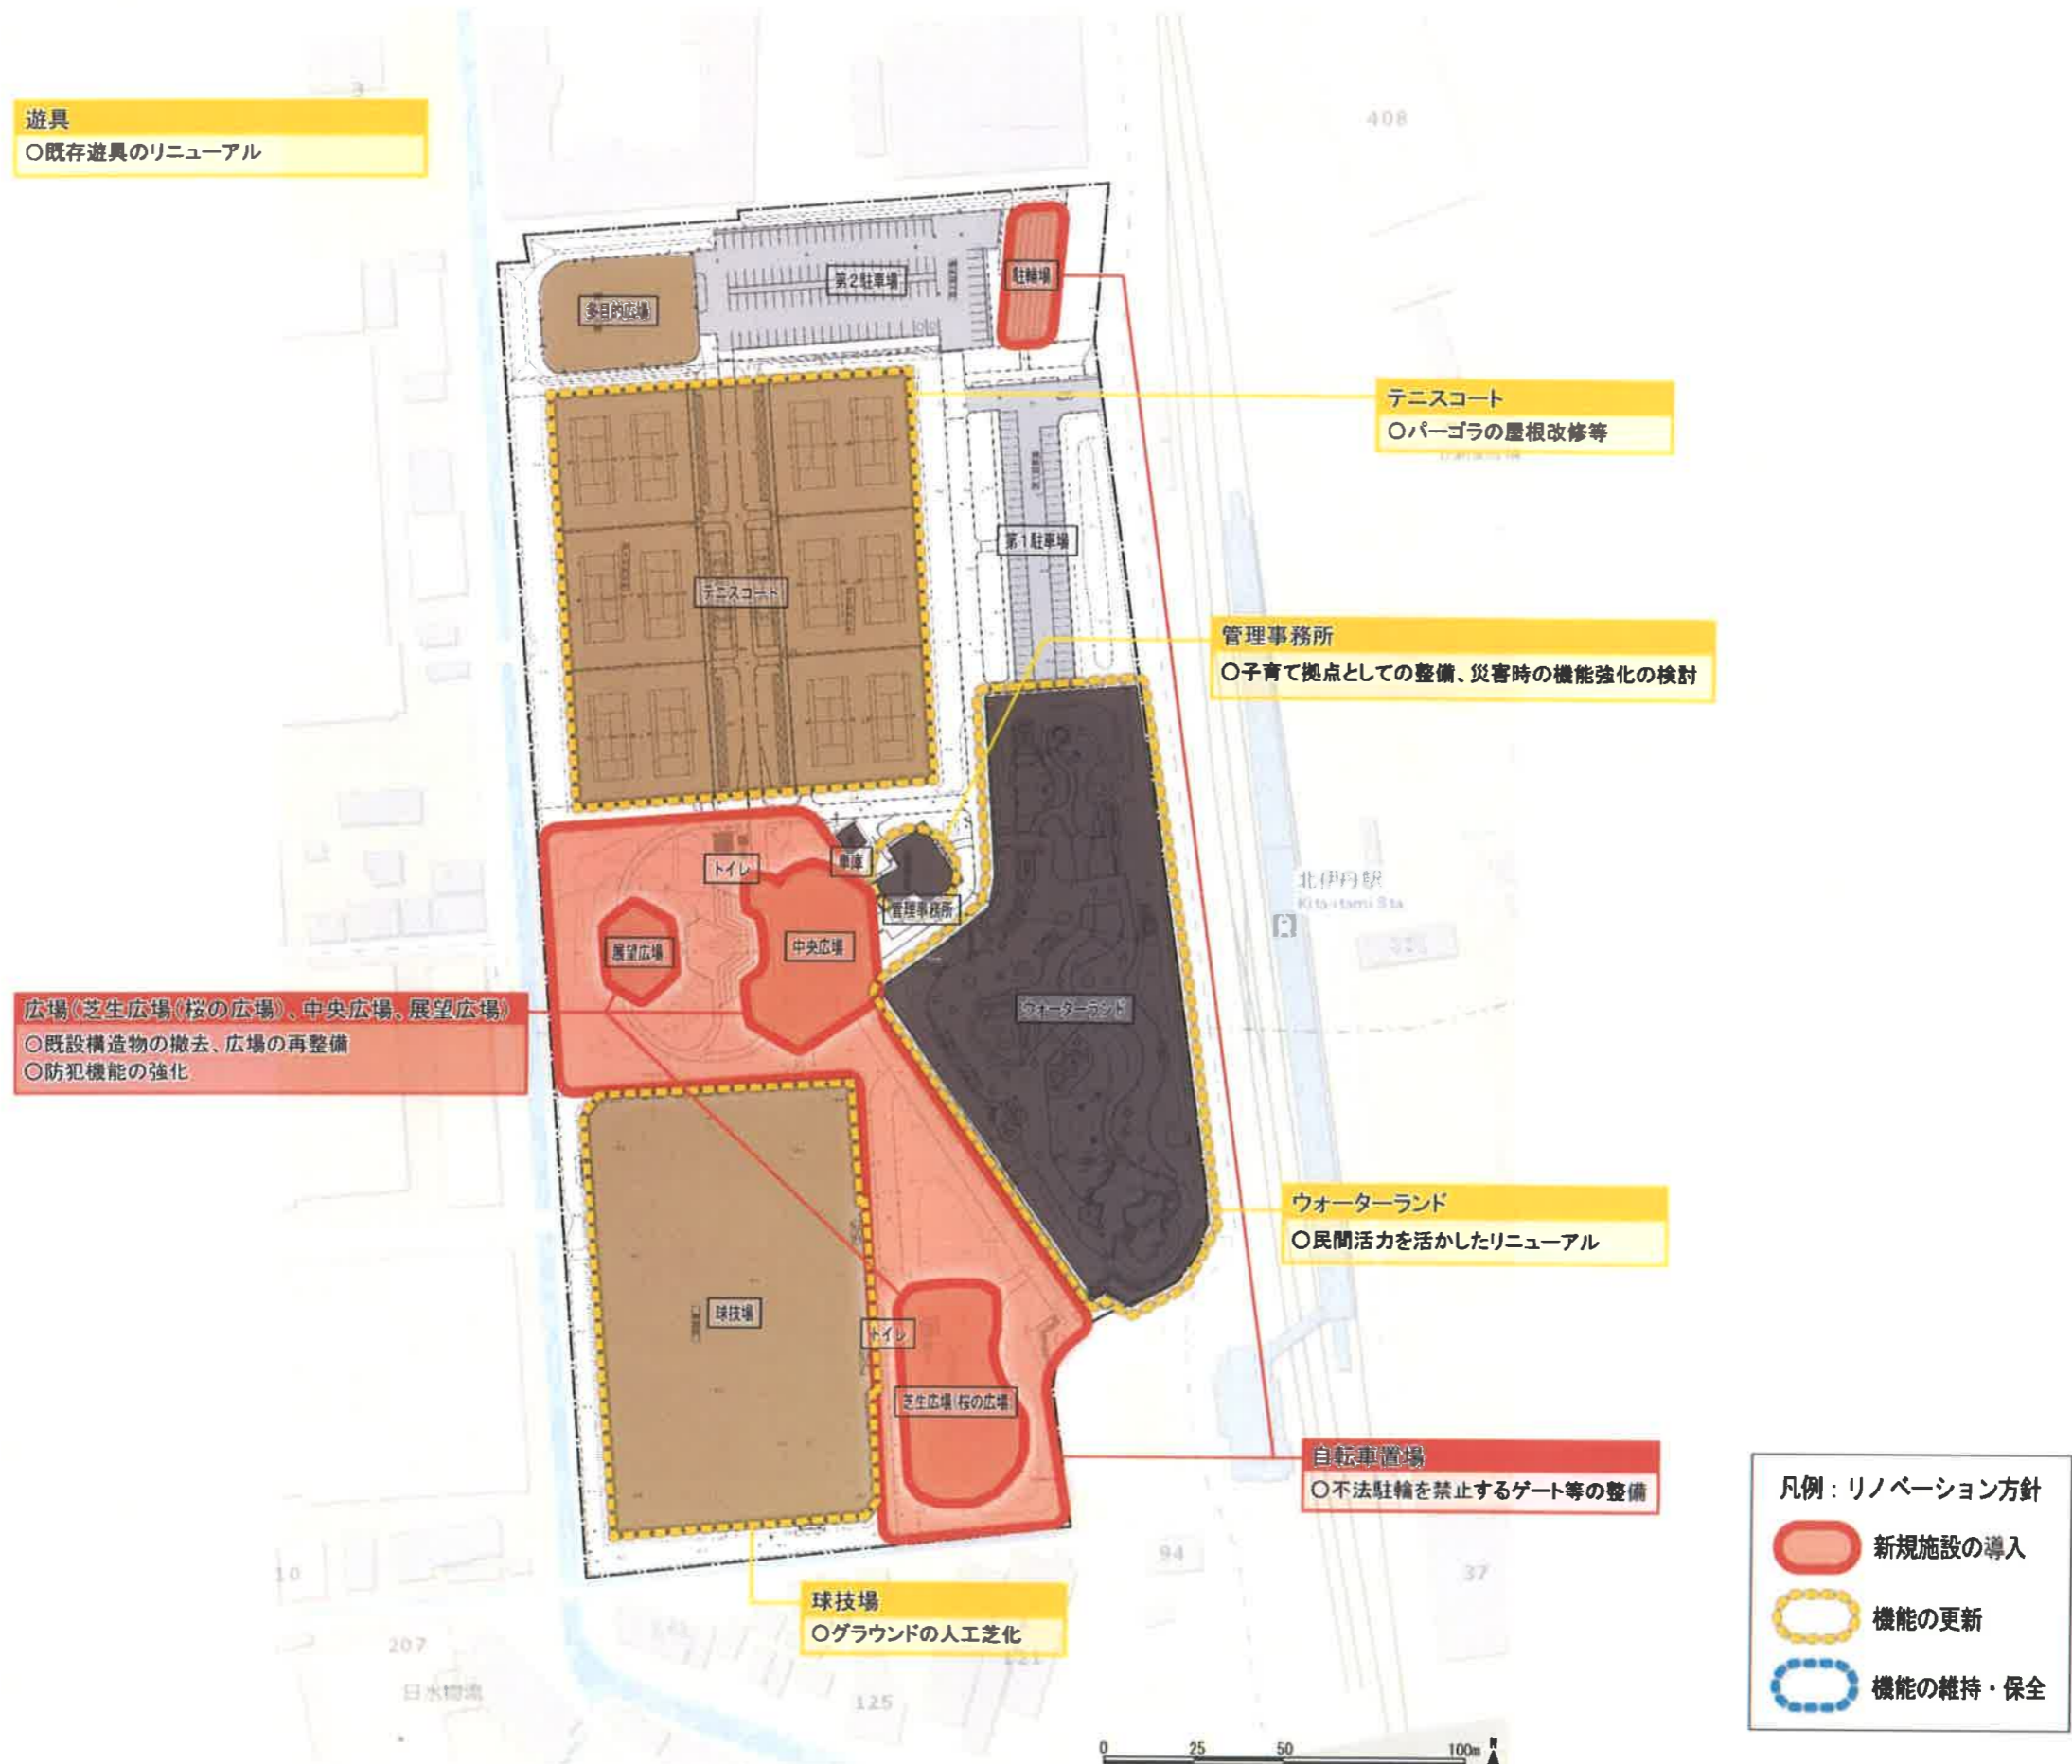 遊具
○既存遊具のリニューアル
3
408
多目的広場
第2駐車場
駐輪場
テニスコート
○パーゴラの屋根改修等
第1駐車場
テニスコート
管理事務所
○子育て拠点としての整備、災害時の機能強化の検討
トイレ
車庫
管理事務所
北伊丹駅
Kita-itami Sta
展望広場
中央広場
ウォーターランド
広場(芝生広場(桜の広場)、中央広場、展望広場)
○既設構造物の撤去、広場の再整備
○防犯機能の強化
ウォーターランド
○民間活力を活かしたリニューアル
球技場
トイレ
芝生広場(桜の広場)
自転車置場
○不法駐輪を禁止するゲート等の整備
凡例:リノベーション方針
新規施設の導入
機能の更新
機能の維持・保全
10
94
37
球技場
○グラウンドの人工芝化
207
日水物流
121
125
0 25 50 100m
N